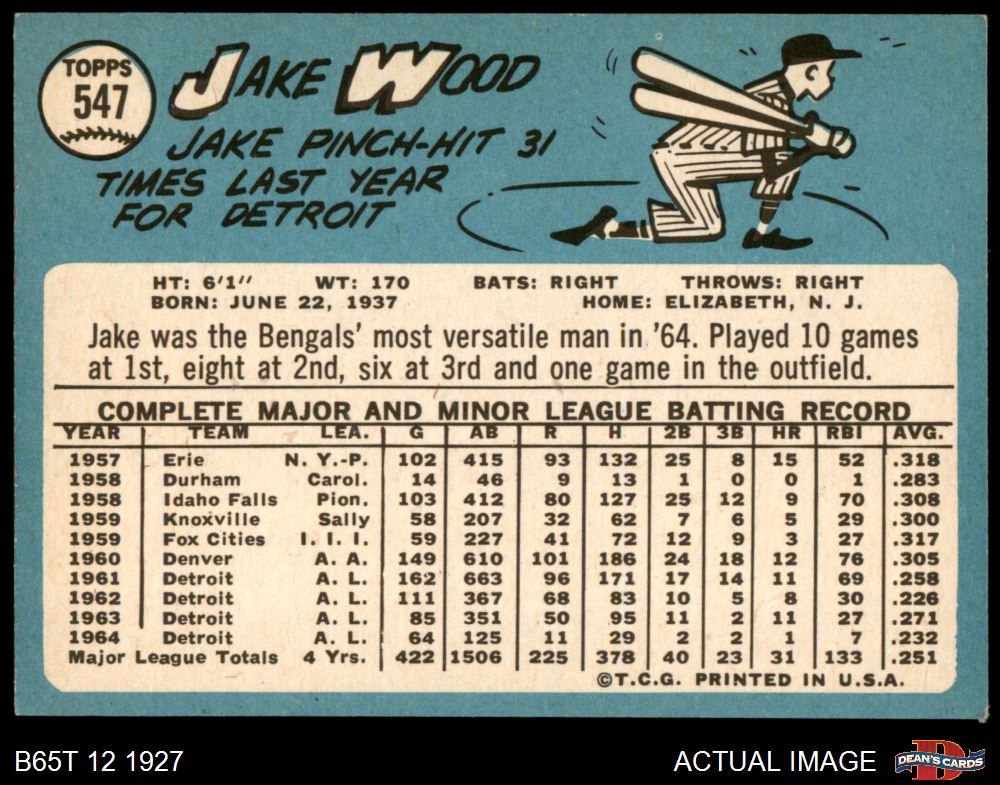 TOPPS
547
JAKE WOOD
JAKE PINCH-HIT 31
TIMES LAST YEAR
FOR DETROIT
HT: 6'1" WT: 170 BATS: RIGHT THROWS: RIGHT
BORN: JUNE 22, 1937 HOME: ELIZABETH, N. J.
Jake was the Bengals' most versatile man in '64. Played 10 games
at 1st, eight at 2nd, six at 3rd and one game in the outfield.
COMPLETE MAJOR AND MINOR LEAGUE BATTING RECORD
YEAR TEAM LEA. G AB R H 2B 3B HR RBI AVG.
1957 Erie N. Y.-P. 102 415 93 132 25 8 15 52 .318
1958 Durham Carol. 14 46 9 13 1 0 0 1 .283
1958 Idaho Falls Pion. 103 412 80 127 25 12 9 70 .308
1959 Knoxville Sally 58 207 32 62 7 6 5 29 .300
1959 Fox Cities I. I. I. 59 227 41 72 12 9 3 27 .317
1960 Denver A. A. 149 610 101 186 24 18 12 76 .305
1961 Detroit A. L. 162 663 96 171 17 14 11 69 .258
1962 Detroit A. L. 111 367 68 83 10 5 8 30 .226
1963 Detroit A. L. 85 351 50 95 11 2 11 27 .271
1964 Detroit A. L. 64 125 11 29 2 2 1 7 .232
Major League Totals 4 Yrs. 422 1506 225 378 40 23 31 133 .251
©T.C.G. PRINTED IN U.S.A.
B65T 12 1927 ACTUAL IMAGE
D
DEAN'S CARDS